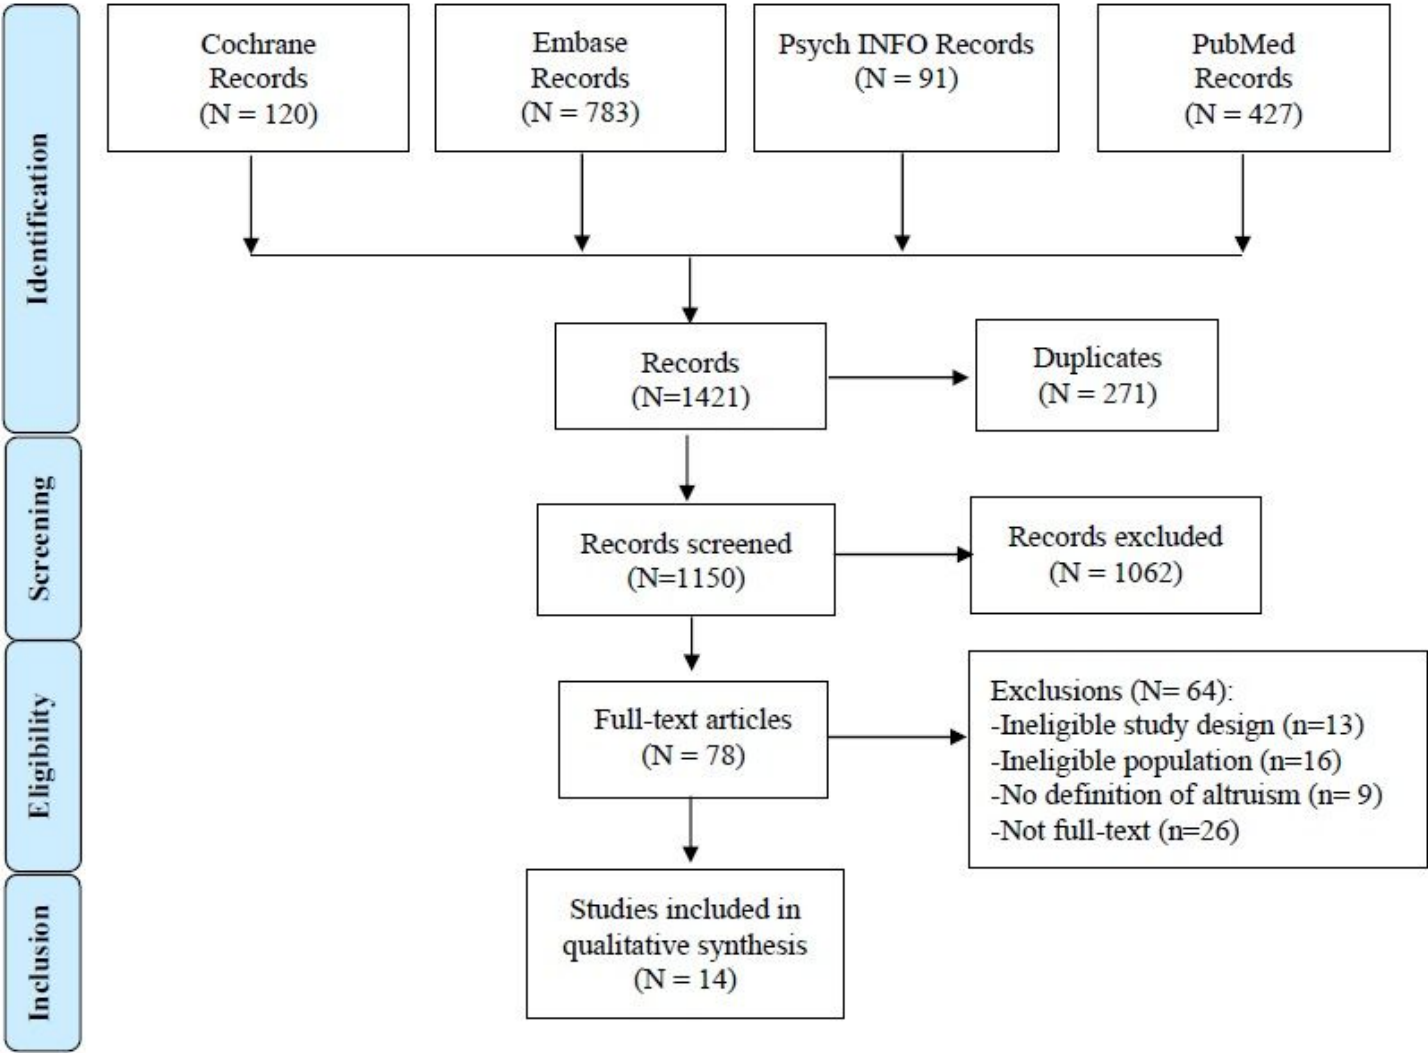 Identification
Cochrane
Records
(N = 120)
Embase
Records
(N = 783)
Psych INFO Records
(N = 91)
PubMed
Records
(N = 427)
Records
(N=1421)
Duplicates
(N = 271)
Screening
Records screened
(N=1150)
Records excluded
(N = 1062)
Eligibility
Full-text articles
(N = 78)
Exclusions (N= 64):
-Ineligible study design (n=13)
-Ineligible population (n=16)
-No definition of altruism (n= 9)
-Not full-text (n=26)
Inclusion
Studies included in
qualitative synthesis
(N = 14)